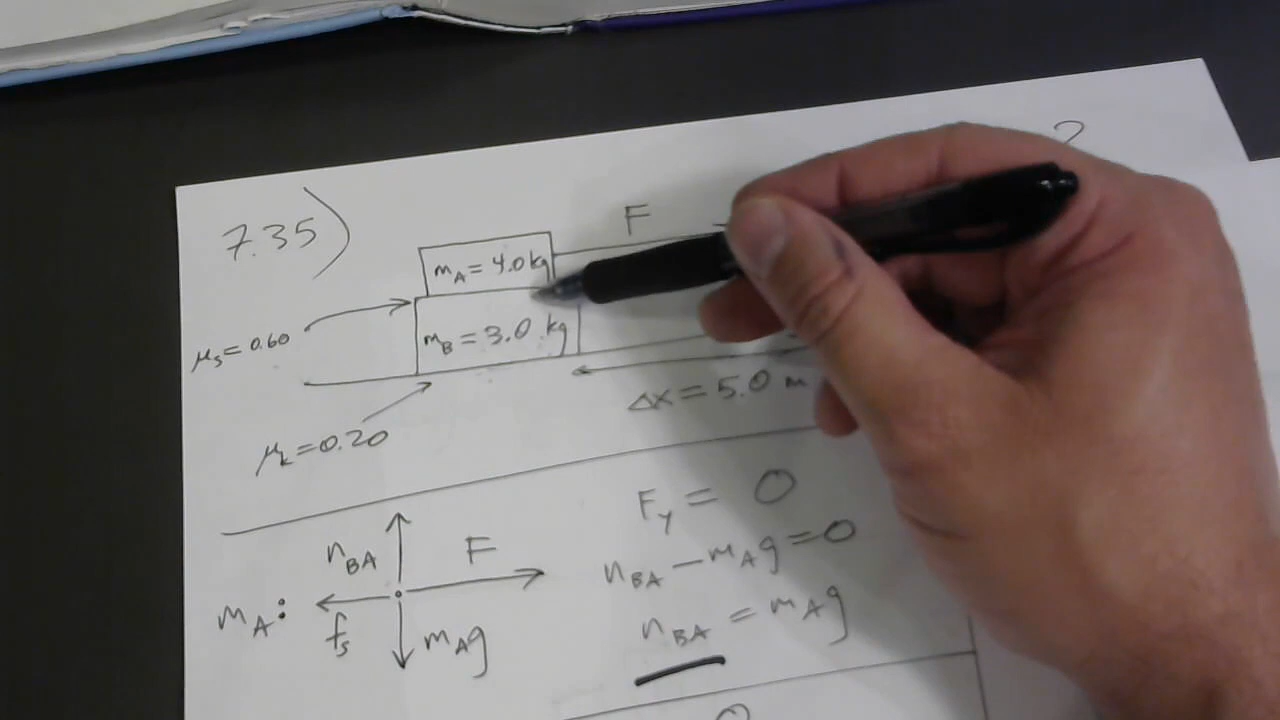 7.35)
F
?
m_A = 4.0 kg
m_B = 3.0 kg
μ_s = 0.60
Δx = 5.0 m
μ_k = 0.20
F_y = 0
n_BA
F
n_BA - m_A g = 0
m_A:
f_s
m_A g
n_BA = m_A g